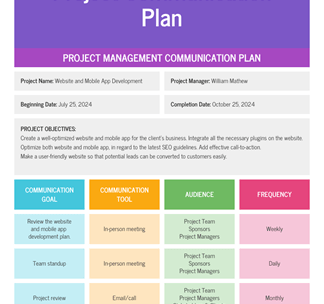 Plan
PROJECT MANAGEMENT COMMUNICATION PLAN
Project Name: Website and Mobile App Development
Project Manager: William Mathew
Beginning Date: July 25, 2024
Completion Date: October 25, 2024
PROJECT OBJECTIVES:
Create a well-optimized website and mobile app for the client's business. Integrate all the necessary plugins on the website.
Optimize both website and mobile app, in regard to the latest SEO guidelines. Add effective call-to-action.
Make a user-friendly website so that potential leads can be converted to customers easily.
COMMUNICATION
GOAL
COMMUNICATION
TOOL
AUDIENCE
FREQUENCY
Review the website
and mobile app
development plan.
In-person meeting
Project Team
Sponsors
Project Managers
Weekly
Team standup
In-person meeting
Project Team
Sponsors
Project Managers
Daily
Project review
Email/call
Project Team
Sponsors
Project Managers
Monthly